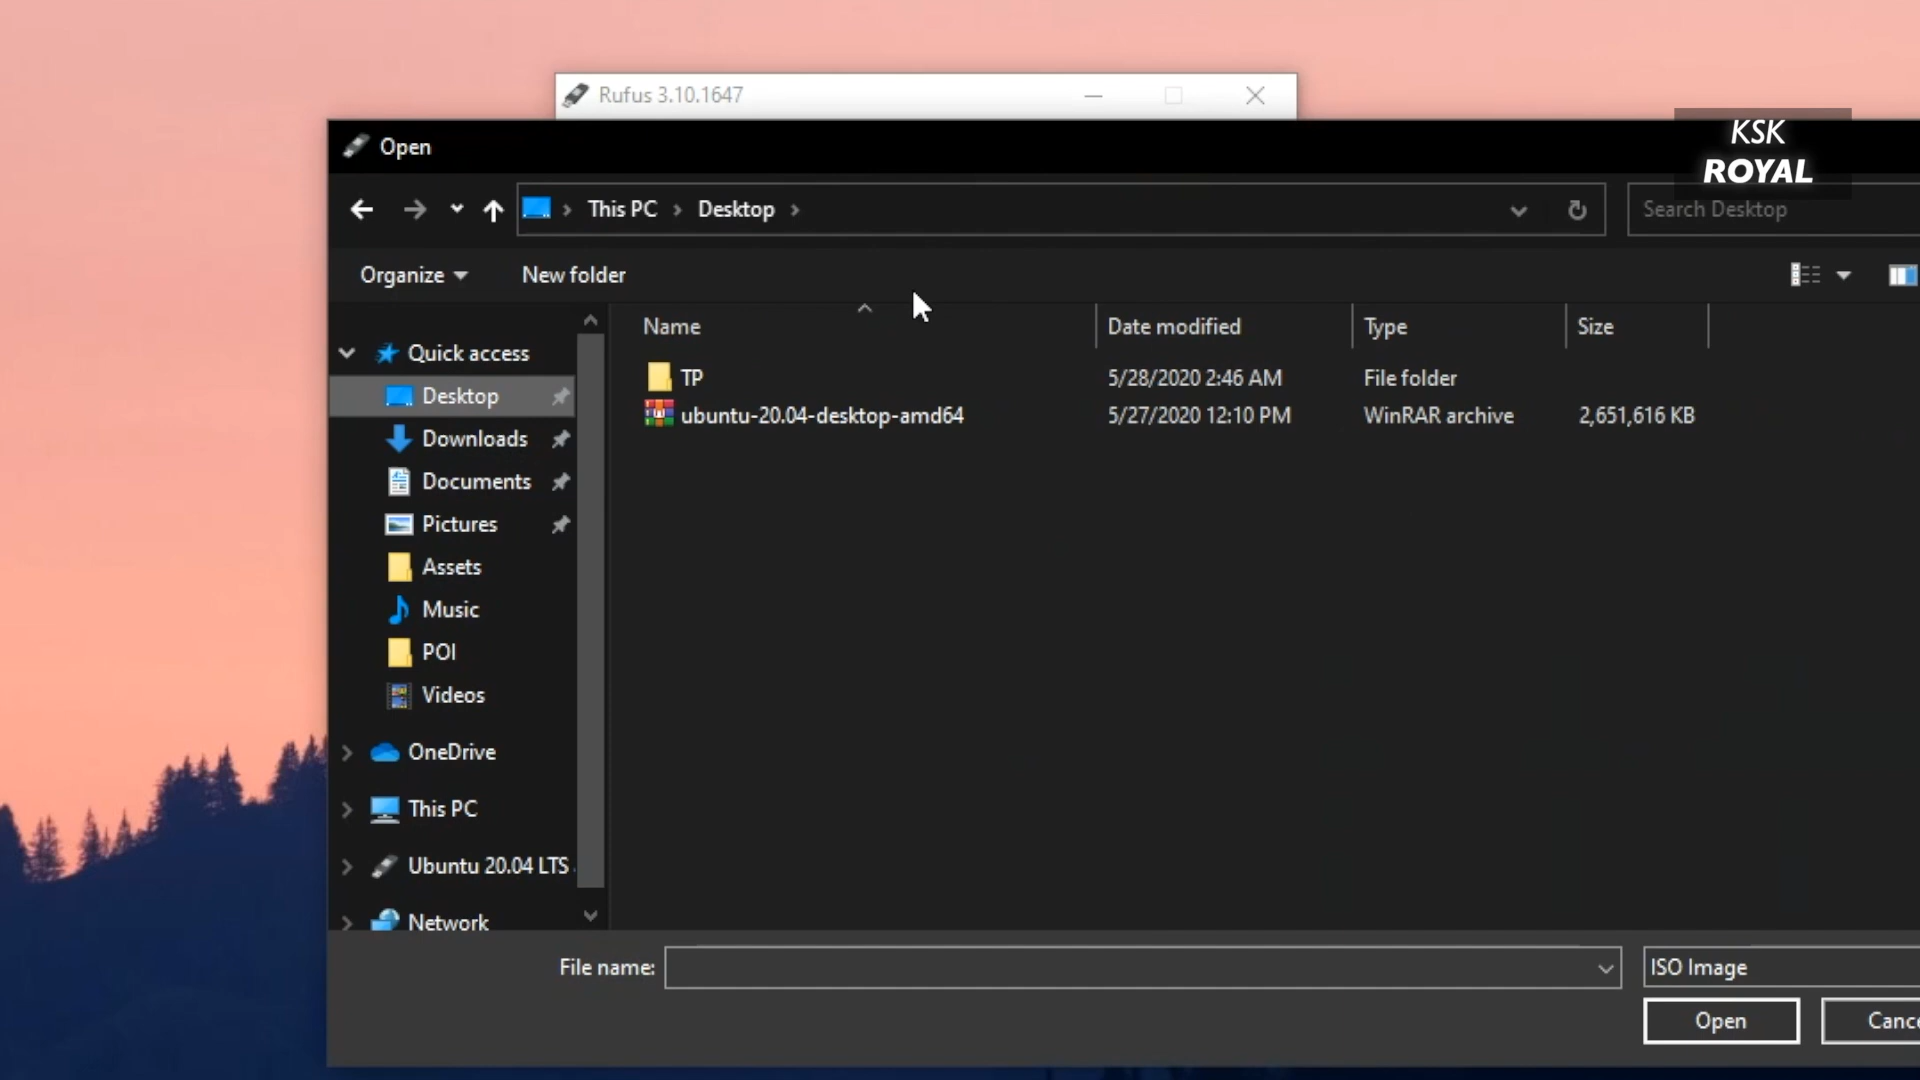 Rufus 3.10.1647
Open
KSK
ROYAL
This PC
Desktop
Search Desktop
Organize
New folder
Name
Date modified
Type
Size
Quick access
Desktop
Downloads
Documents
Pictures
Assets
Music
POI
Videos
OneDrive
This PC
Ubuntu 20.04 LTS
Network
TP
5/28/2020 2:46 AM
File folder
ubuntu-20.04-desktop-amd64
5/27/2020 12:10 PM
WinRAR archive
2,651,616 KB
File name:
ISO Image
Open
Cance